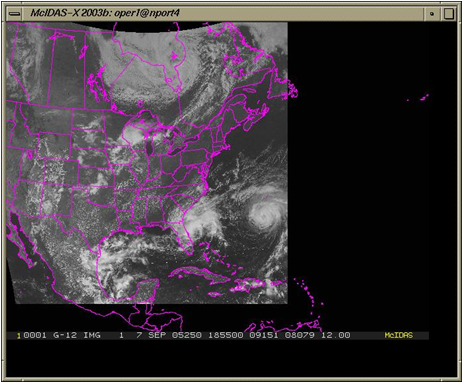 McIDAS-X 2003b: oper1@nport4
1 0001 G-12 IMG 1 7 SEP 05250 185500 09151 08079 12.00 McIDAS